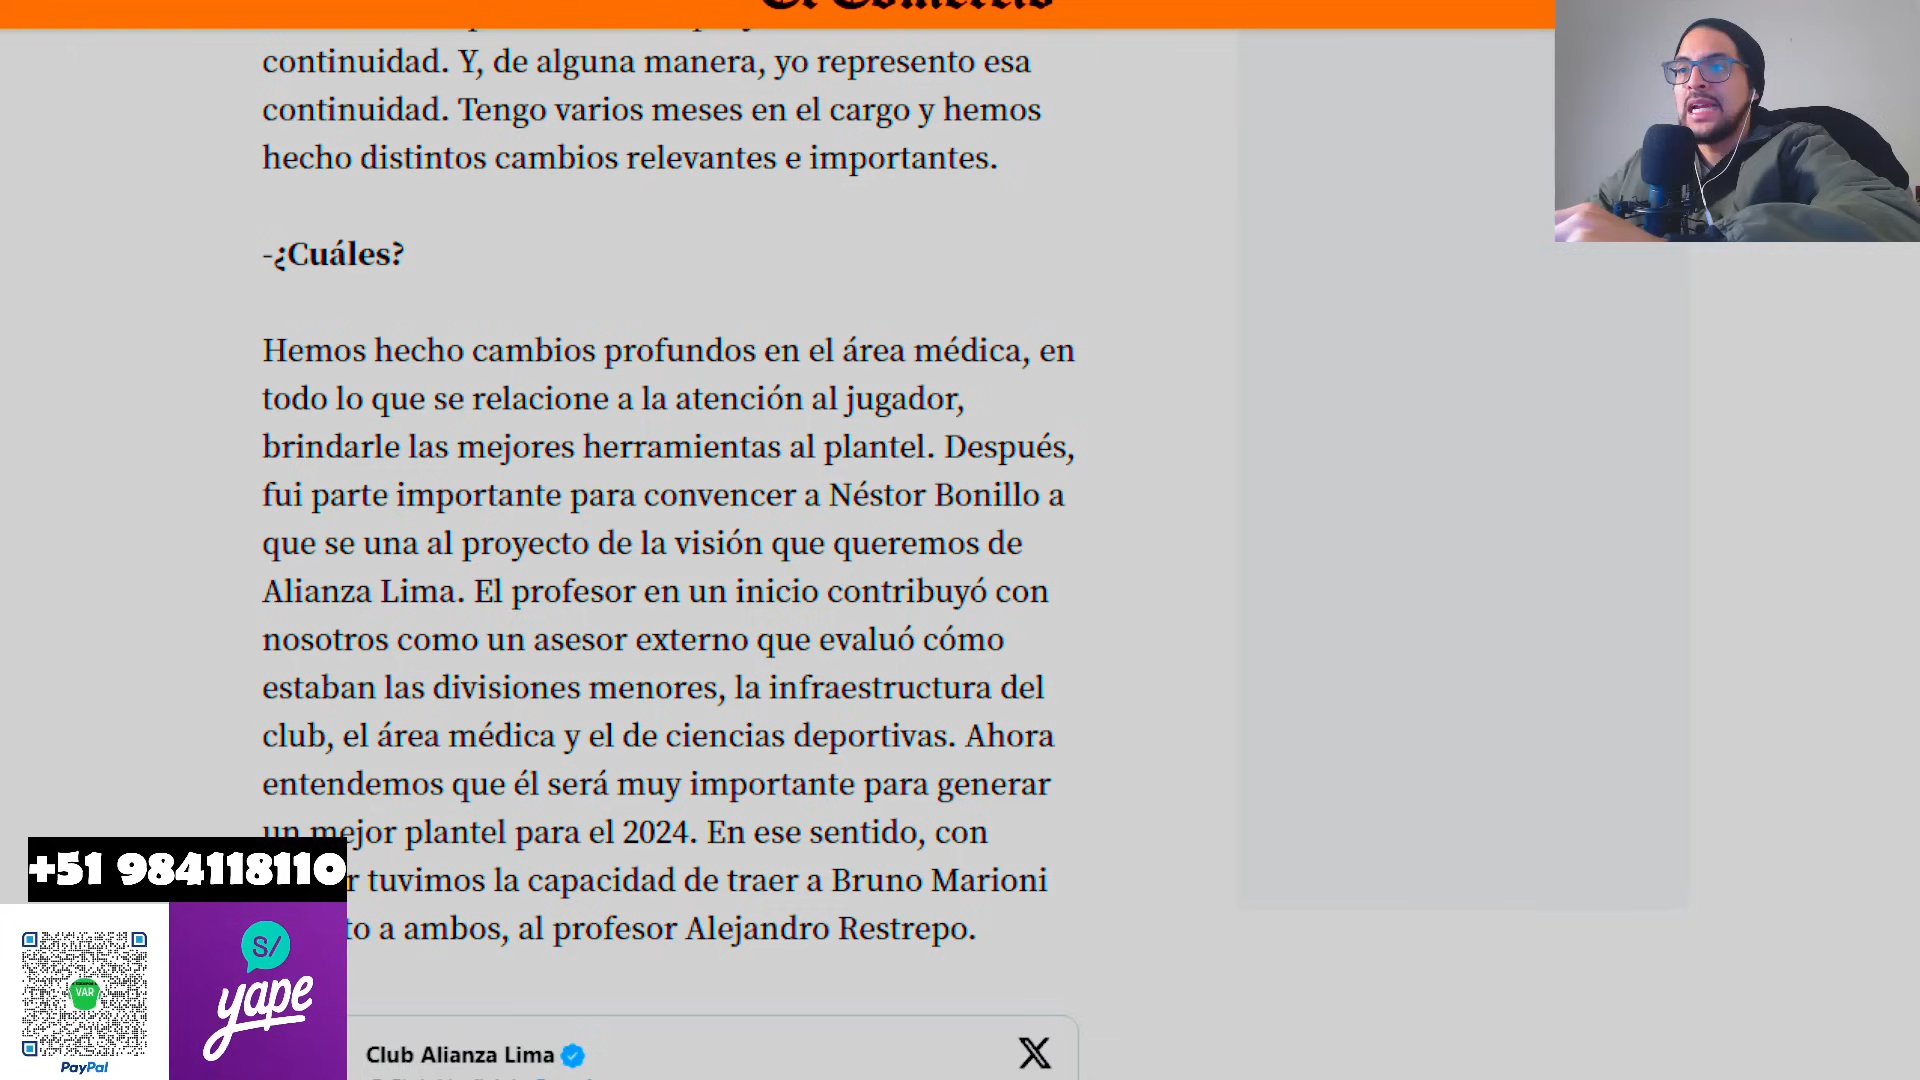 El Comercio
continuidad. Y, de alguna manera, yo represento esa
continuidad. Tengo varios meses en el cargo y hemos
hecho distintos cambios relevantes e importantes.
-¿Cuáles?
Hemos hecho cambios profundos en el área médica, en
todo lo que se relacione a la atención al jugador,
brindarle las mejores herramientas al plantel. Después,
fui parte importante para convencer a Néstor Bonillo a
que se una al proyecto de la visión que queremos de
Alianza Lima. El profesor en un inicio contribuyó con
nosotros como un asesor externo que evaluó cómo
estaban las divisiones menores, la infraestructura del
club, el área médica y el de ciencias deportivas. Ahora
entendemos que él será muy importante para generar
un mejor plantel para el 2024. En ese sentido, con
tuvimos la capacidad de traer a Bruno Marioni
a ambos, al profesor Alejandro Restrepo.
+51 984118110
S/
yape
VAR
PayPal
Club Alianza Lima